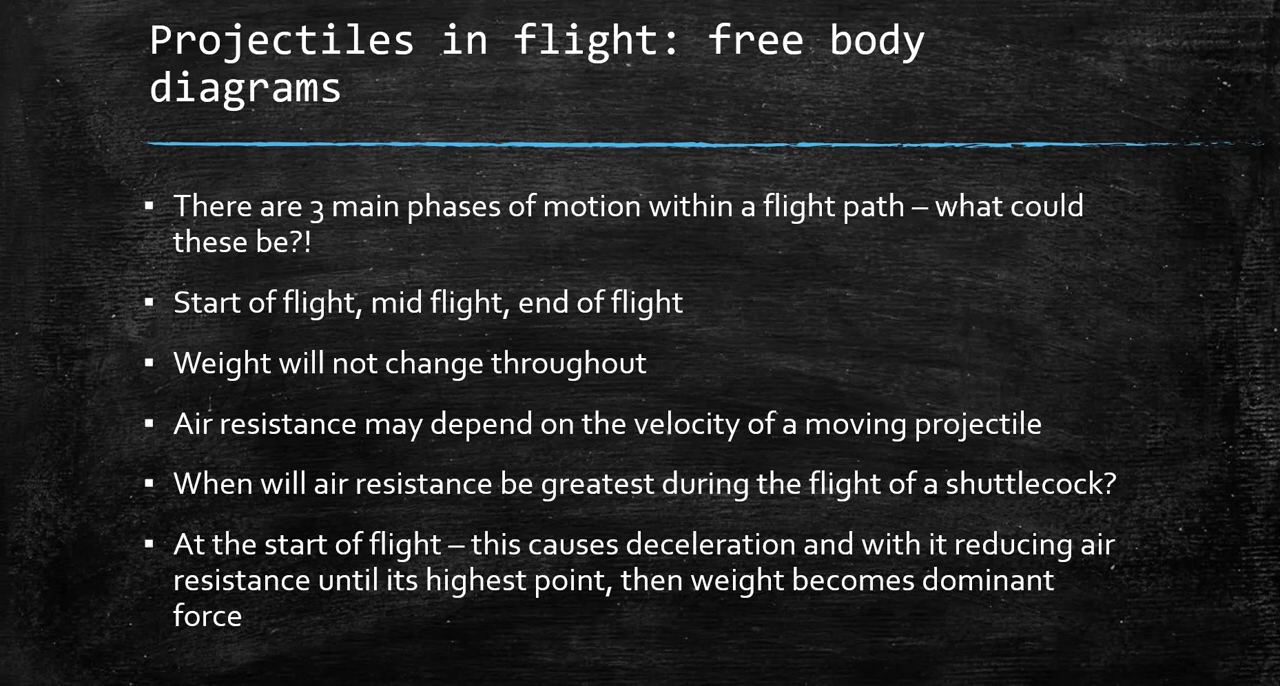 Projectiles in flight: free body
diagrams
▪ There are 3 main phases of motion within a flight path – what could
these be?!
▪ Start of flight, mid flight, end of flight
▪ Weight will not change throughout
▪ Air resistance may depend on the velocity of a moving projectile
▪ When will air resistance be greatest during the flight of a shuttlecock?
▪ At the start of flight – this causes deceleration and with it reducing air
resistance until its highest point, then weight becomes dominant
force